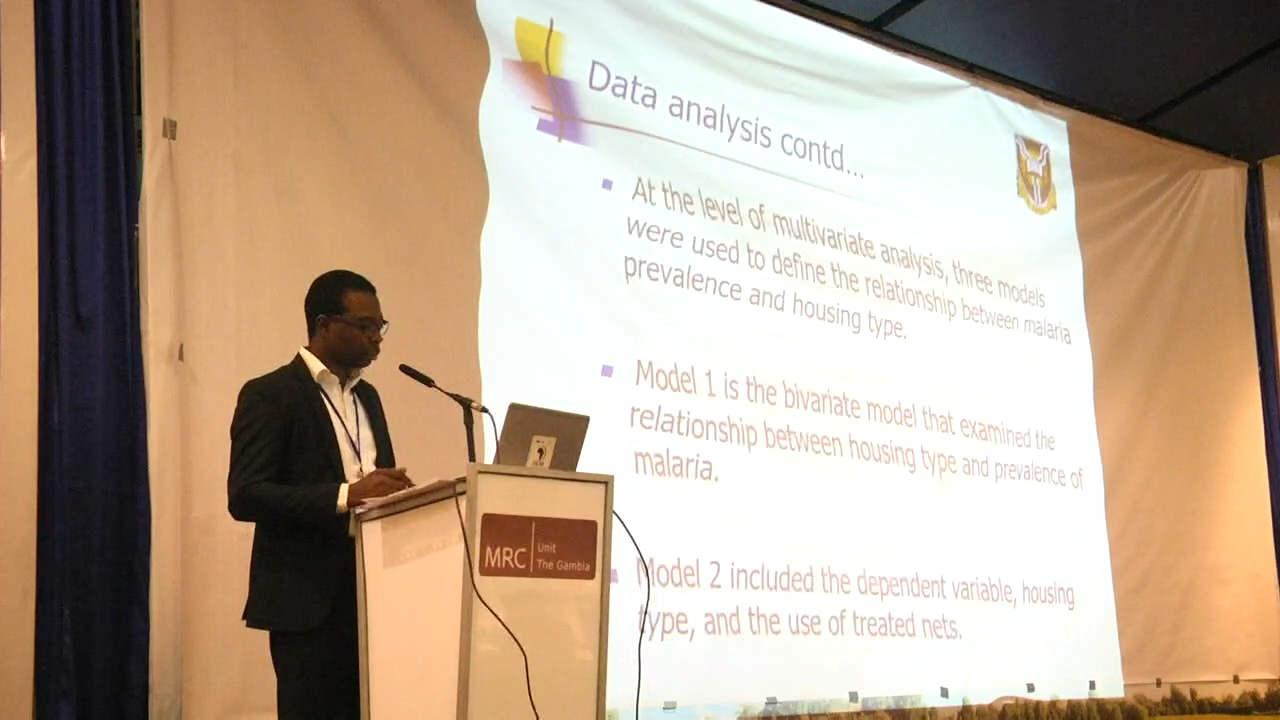 Data analysis contd...
At the level of multivariate analysis, three models
were used to define the relationship between malaria
prevalence and housing type.
Model 1 is the bivariate model that examined the
relationship between housing type and prevalence of
malaria.
Model 2 included the dependent variable, housing
type, and the use of treated nets.
MRC
Unit
The Gambia